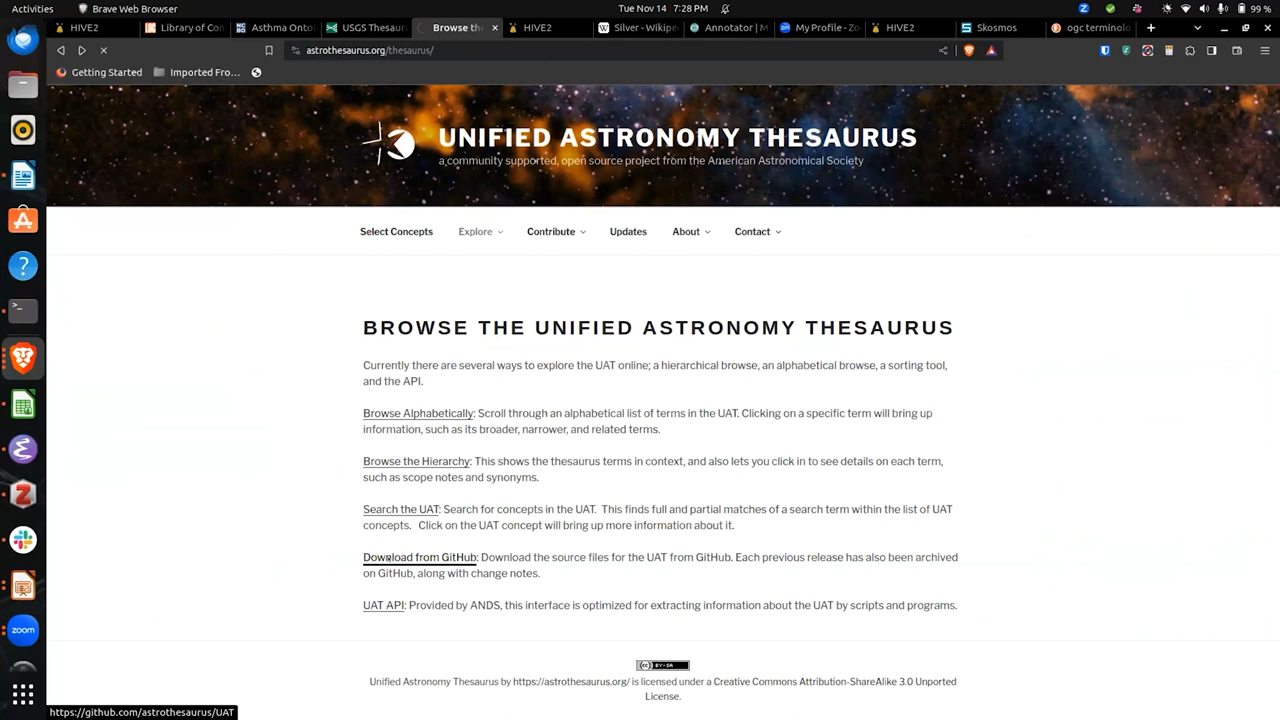 Activities
Brave Web Browser
Tue Nov 14 7:28 PM
99 %
HIVE2
Library of Con
Asthma Onto
USGS Thesaur
Browse the
HIVE2
Silver - Wikipe
Annotator | M
My Profile - Zo
HIVE2
Skosmos
ogc terminolo
astrothesaurus.org/thesaurus/
Getting Started
Imported Fro...
UNIFIED ASTRONOMY THESAURUS
a community supported, open source project from the American Astronomical Society
Select Concepts
Explore
Contribute
Updates
About
Contact
BROWSE THE UNIFIED ASTRONOMY THESAURUS
Currently there are several ways to explore the UAT online; a hierarchical browse, an alphabetical browse, a sorting tool,
and the API.
Browse Alphabetically: Scroll through an alphabetical list of terms in the UAT. Clicking on a specific term will bring up
information, such as its broader, narrower, and related terms.
Browse the Hierarchy: This shows the thesaurus terms in context, and also lets you click in to see details on each term,
such as scope notes and synonyms.
Search the UAT: Search for concepts in the UAT. This finds full and partial matches of a search term within the list of UAT
concepts. Click on the UAT concept will bring up more information about it.
Download from GitHub: Download the source files for the UAT from GitHub. Each previous release has also been archived
on GitHub, along with change notes.
UAT API: Provided by ANDS, this interface is optimized for extracting information about the UAT by scripts and programs.
zoom
cc BY-SA
Unified Astronomy Thesaurus by https://astrothesaurus.org/ is licensed under a Creative Commons Attribution-ShareAlike 3.0 Unported
License.
https://github.com/astrothesaurus/UAT